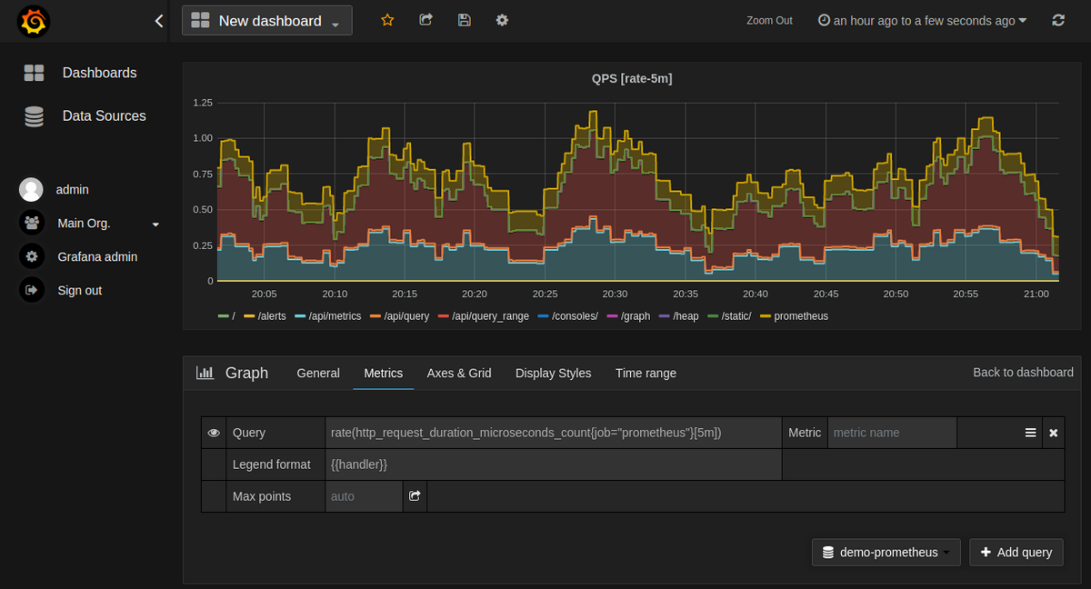 New dashboard
Zoom Out
an hour ago to a few seconds ago
Dashboards
Data Sources
admin
Main Org.
Grafana admin
Sign out
QPS [rate-5m]
1.25
1.00
0.75
0.50
0.25
0
20:05 20:10 20:15 20:20 20:25 20:30 20:35 20:40 20:45 20:50 20:55 21:00
/ /alerts /api/metrics /api/query /api/query_range /consoles/ /graph /heap /static/ prometheus
Graph General Metrics Axes & Grid Display Styles Time range Back to dashboard
Query rate(http_request_duration_microseconds_count{job="prometheus"}[5m]) Metric metric name
Legend format {{handler}}
Max points auto
demo-prometheus Add query